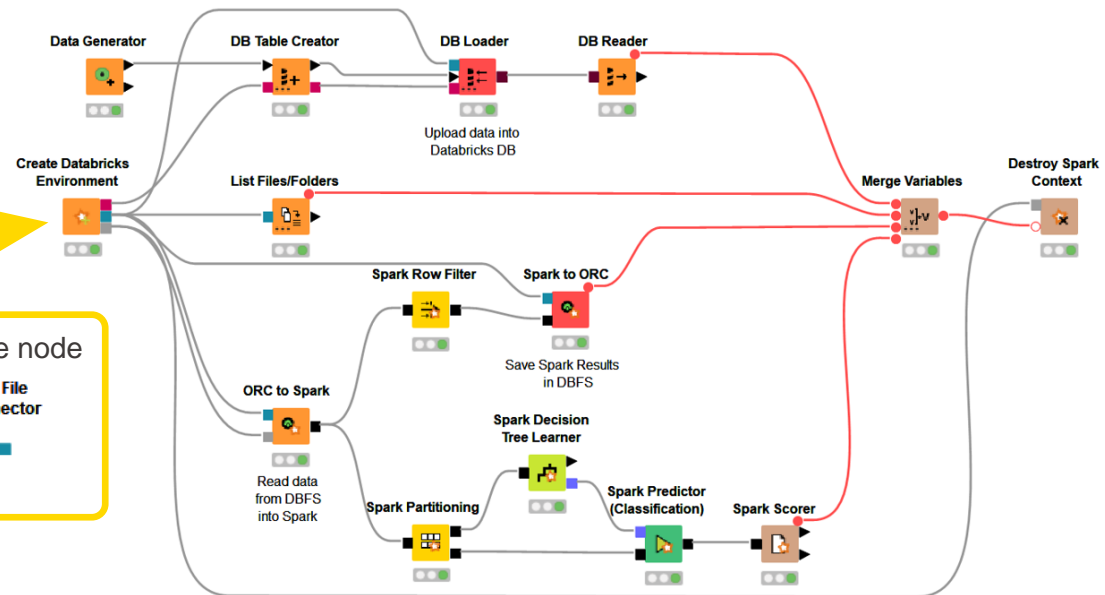 Data Generator
DB Table Creator
DB Loader
DB Reader
Upload data into
Databricks DB
Create Databricks
Environment
List Files/Folders
Merge Variables
Destroy Spark
Context
Spark Row Filter
Spark to ORC
Save Spark Results
in DBFS
node
File
ORC to Spark
Read data
from DBFS
into Spark
Spark Decision
Tree Learner
Spark Partitioning
Spark Predictor
(Classification)
Spark Scorer